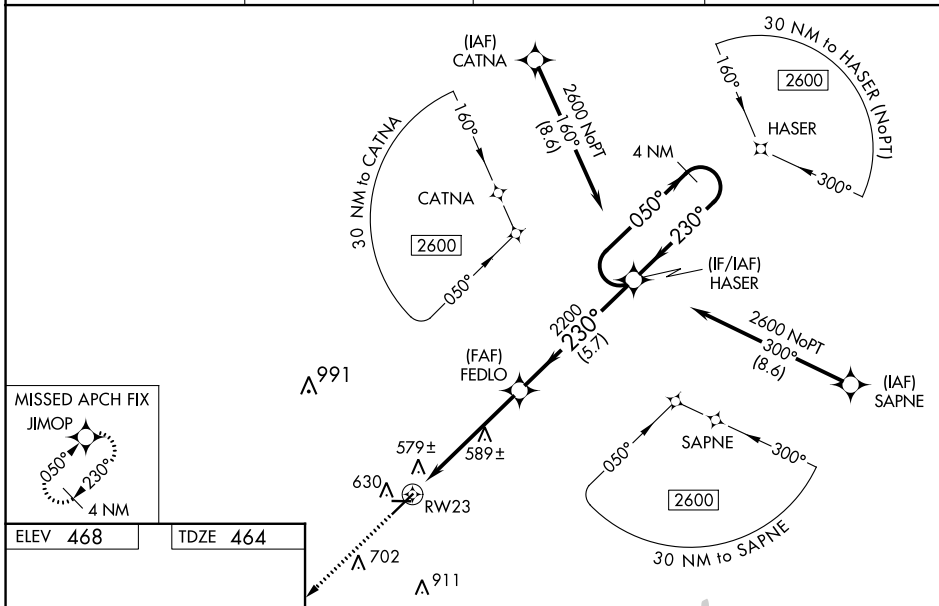 (IAF)
CATNA
2600 NoPT
160°
(8.6)
30 NM to HASER (NoPT)
160°
2600
HASER
300°
30 NM to CATNA
160°
CATNA
2600
050°
4 NM
050°
230°
(IF/IAF)
HASER
2200
230°
(5.7)
2600 NoPT
300°
(8.6)
(IAF)
SAPNE
(FAF)
FEDLO
991
MISSED APCH FIX
JIMOP
050°
230°
4 NM
579±
589±
630
RW23
050°
SAPNE
300°
2600
30 NM to SAPNE
ELEV 468
TDZE 464
702
911